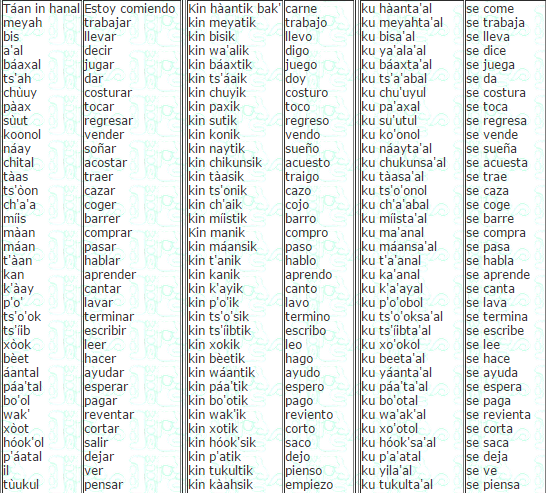 Táan in hanal Estoy comiendo Kin hàantik bak' carne ku hàanta'al se come
meyah trabajar kin meyatik trabajo ku meyahta'al se trabaja
bis llevar kin bisik llevo ku bisa'al se lleva
a'al decir kin wa'alik digo ku ya'ala'al se dice
báaxal jugar kin báaxtik juego ku báaxta'al se juega
ts'ah dar kin ts'áaik doy ku ts'a'abal se da
chùuy costurar kin chuyik costuro ku chu'uyul se costura
pàax tocar kin paxik toco ku pa'axal se toca
sùut regresar kin sutik regreso ku su'utul se regresa
koonol vender kin konik vendo ku ko'onol se vende
náay soñar kin naytik sueño ku náayta'al se sueña
chital acostar kin chikunsik acuesto ku chukunsa'al se acuesta
tàas traer kin tàasik traigo ku tàasa'al se trae
ts'òon cazar kin ts'onik cazo ku ts'o'onol se caza
ch'a'a coger kin ch'aik cojo ku ch'a'abal se coge
míis barrer kin míistik barro ku míista'al se barre
màan comprar Kin manik compro ku ma'anal se compra
máan pasar kin máansik paso ku máansa'al se pasa
t'àan hablar kin t'anik hablo ku t'a'anal se habla
kan aprender kin kanik aprendo ku ka'anal se aprende
k'àay cantar kin k'ayik canto ku k'a'ayal se canta
p'o' lavar kin p'o'ik lavo ku p'o'obol se lava
ts'o'ok terminar kin ts'o'sik termino ku ts'o'oksa'al se termina
ts'íib escribir kin ts'íibtik escribo ku ts'íibta'al se escribe
xòok leer kin xokik leo ku xo'okol se lee
bèet hacer kin bèetik hago ku beeta'al se hace
áantal ayudar kin wáantik ayudo ku yáanta'al se ayuda
páa'tal esperar kin páa'tik espero ku páa'ta'al se espera
bo'ol pagar kin bo'otik pago ku bo'otal se paga
wak' reventar kin wak'ik reviento ku wa'ak'al se revienta
xòot cortar kin xotik corto ku xo'otol se corta
hóok'ol salir kin hóok'sik saco ku hóok'sa'al se saca
p'áatal dejar kin p'atik dejo ku p'a'atal se deja
il ver kin tukultik pienso ku yila'al se ve
tùukul pensar kin kàahsik empiezo ku tukulta'al se piensa